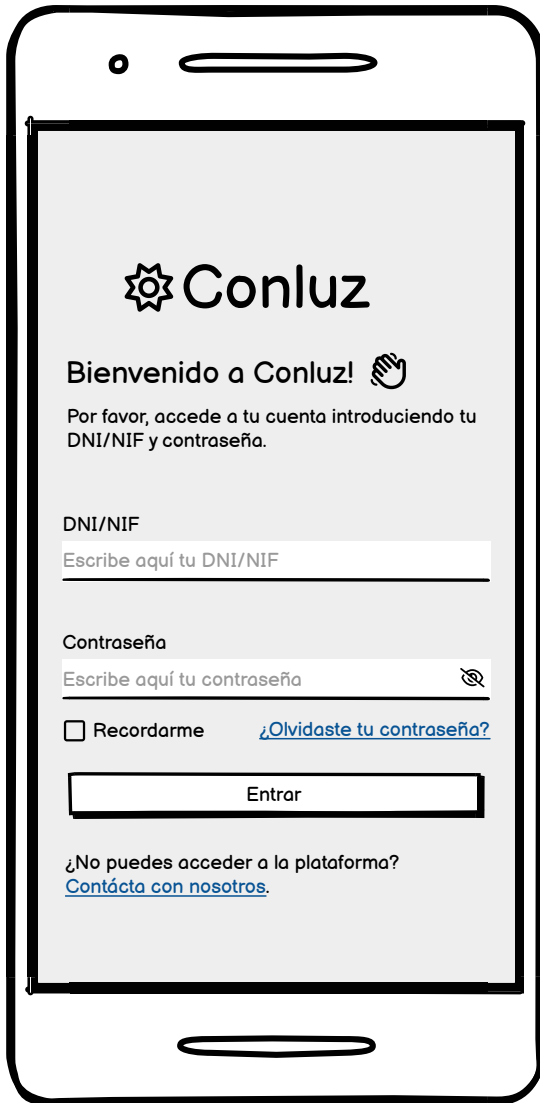 Conluz
Bienvenido a Conluz!
Por favor, accede a tu cuenta introduciendo tu
DNI/NIF y contraseña.
DNI/NIF
Escribe aquí tu DNI/NIF
Contraseña
Escribe aquí tu contraseña
Recordarme ¿Olvidaste tu contraseña?
Entrar
¿No puedes acceder a la plataforma?
Contácta con nosotros.